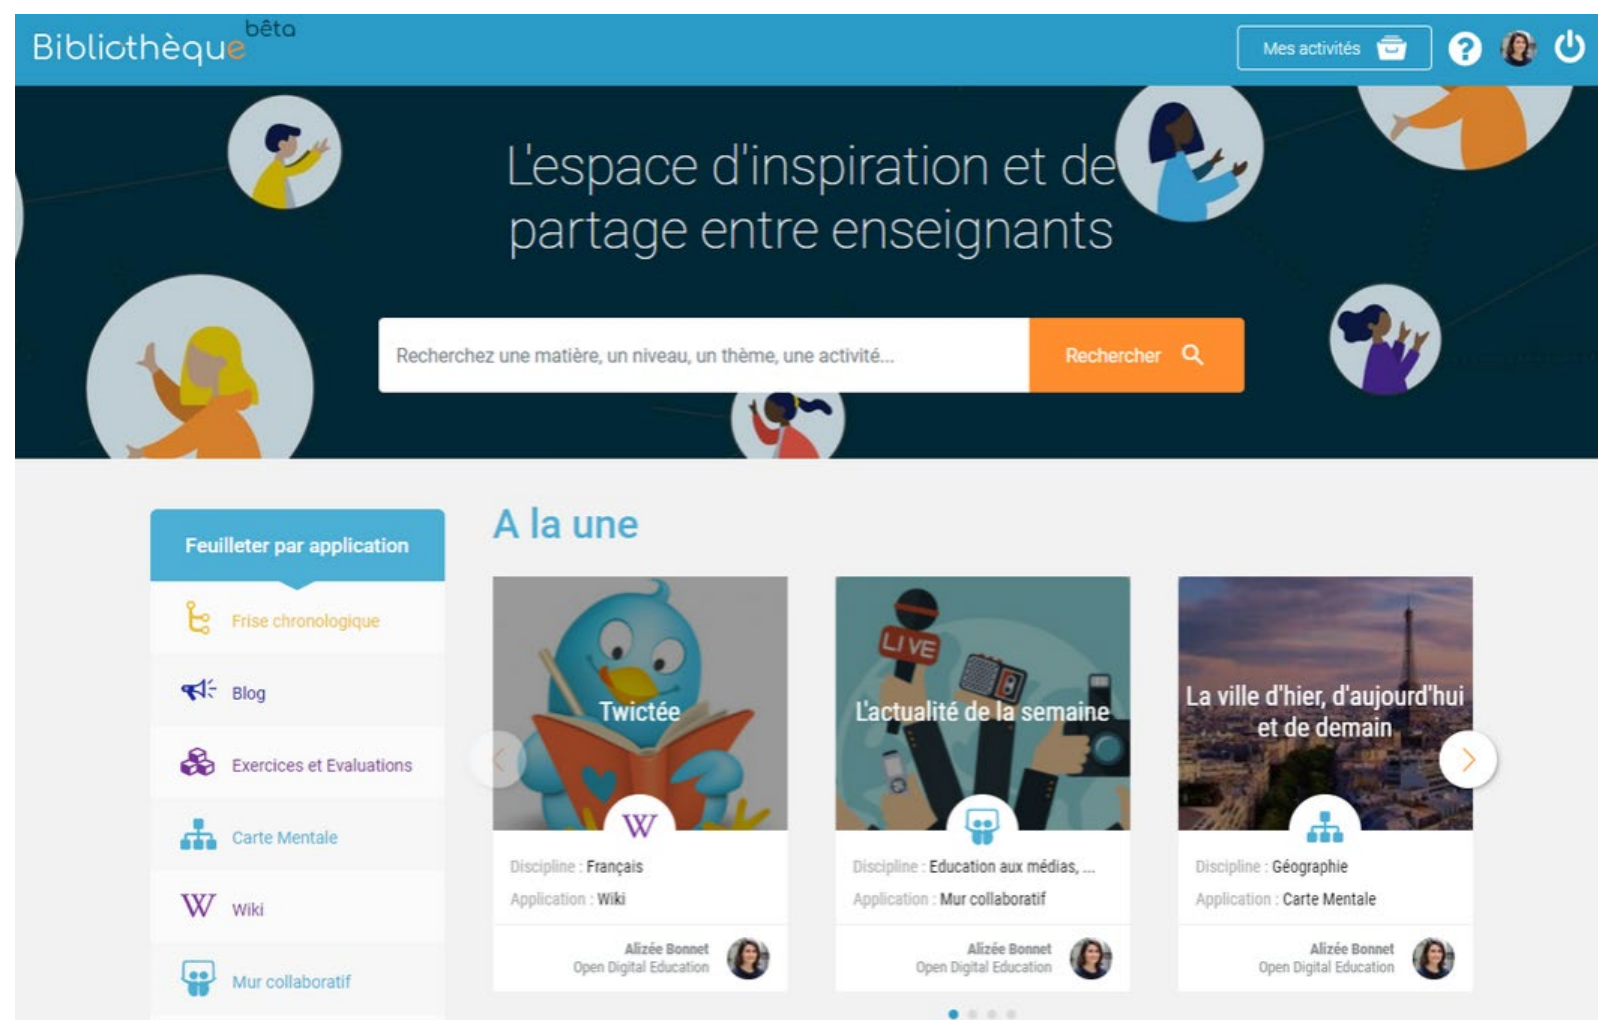 Bibliothèque bêta
Mes activités
?
L'espace d'inspiration et de
partage entre enseignants
Recherchez une matière, un niveau, un thème, une activité...
Rechercher
Feuilleter par application
Frise chronologique
Blog
Exercices et Evaluations
Carte Mentale
W Wiki
Mur collaboratif
A la une
Twictée
W
Discipline : Français
Application : Wiki
Alizée Bonnet
Open Digital Education
LIVE
L'actualité de la semaine
Discipline : Education aux médias, ...
Application : Mur collaboratif
Alizée Bonnet
Open Digital Education
La ville d'hier, d'aujourd'hui
et de demain
Discipline : Géographie
Application : Carte Mentale
Alizée Bonnet
Open Digital Education